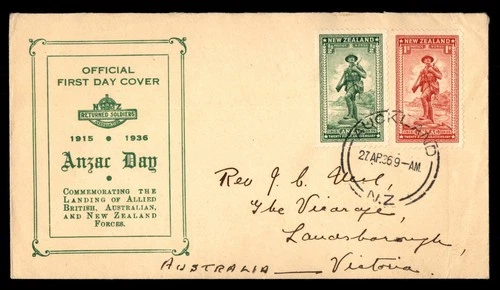 OFFICIAL
FIRST DAY COVER
RETURNED SOLDIERS
1915 1936
Anzac Day
COMMEMORATING THE
LANDING OF ALLIED
BRITISH, AUSTRALIAN,
AND NEW ZEALAND
FORCES.
NEW ZEALAND
NEW ZEALAND
AUCKLAND
27 AP 36 9-AM
N.Z
Rev J. C.
The Vicarage,
Landsborough,
AUSTRALIA — Victoria.